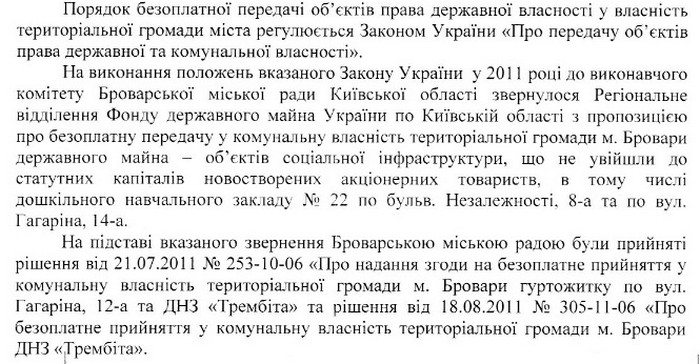 Порядок безоплатної передачі об’єктів права державної власності у власність
територіальної громади міста регулюється Законом України «Про передачу об’єктів
права державної та комунальної власності».
На виконання положень вказаного Закону України у 2011 році до виконавчого
комітету Броварської міської ради Київської області звернулося Регіональне
відділення Фонду державного майна України по Київській області з пропозицією
про безоплатну передачу у комунальну власність територіальної громади м. Бровари
державного майна – об’єктів соціальної інфраструктури, що не увійшли до
статутних капіталів новостворених акціонерних товариств, в тому числі
дошкільного навчального закладу № 22 по бульв. Незалежності, 8-а та по вул.
Гагаріна, 14-а.
На підставі вказаного звернення Броварською міською радою були прийняті
рішення від 21.07.2011 № 253-10-06 «Про надання згоди на безоплатне прийняття у
комунальну власність територіальної громади м. Бровари гуртожитку по вул.
Гагаріна, 12-а та ДНЗ «Трембіта» та рішення від 18.08.2011 № 305-11-06 «Про
безоплатне прийняття у комунальну власність територіальної громади м. Бровари
ДНЗ «Трембіта».